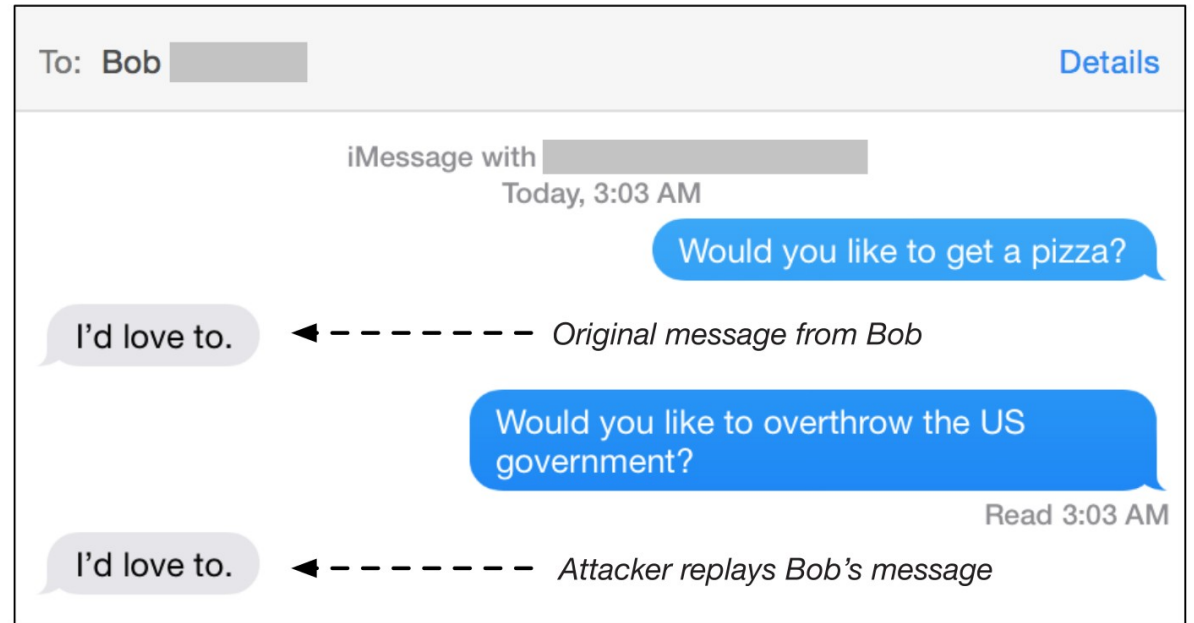 To: Bob
Details
iMessage with
Today, 3:03 AM
Would you like to get a pizza?
I’d love to.
Original message from Bob
Would you like to overthrow the US
government?
Read 3:03 AM
I’d love to.
Attacker replays Bob’s message